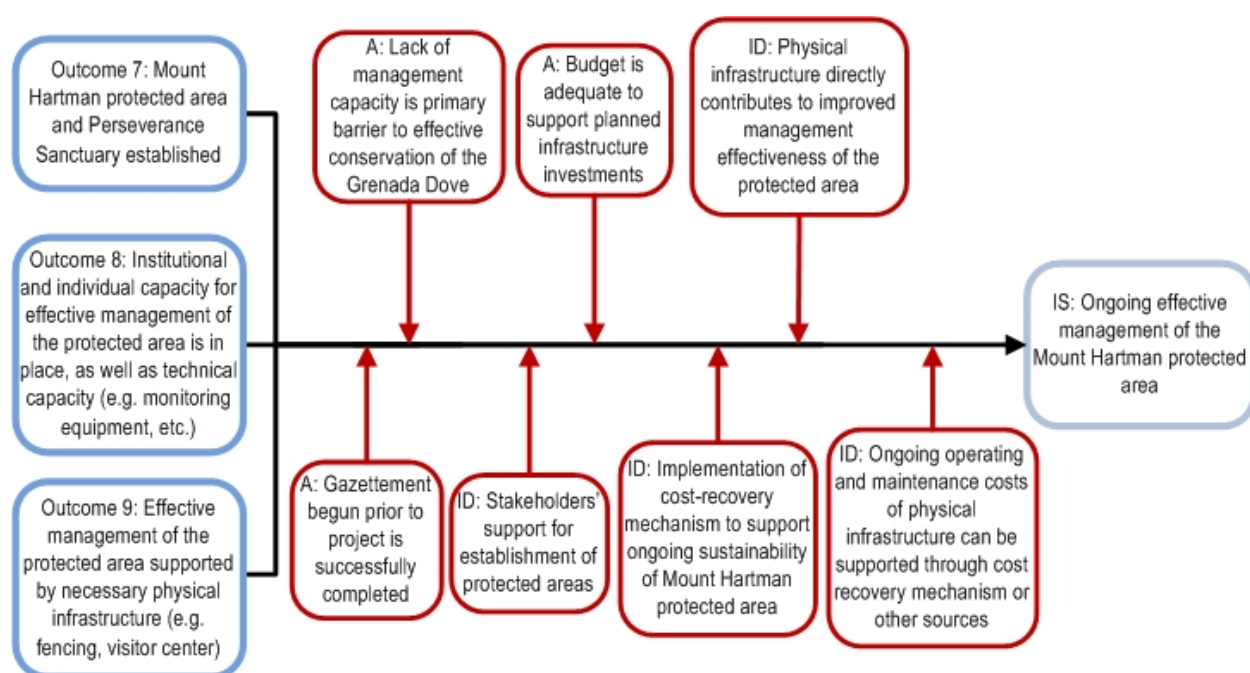 Outcome 7: Mount
Hartman protected area
and Perseverance
Sanctuary established
A: Lack of
management
capacity is primary
barrier to effective
conservation of the
Grenada Dove
A: Budget is
adequate to
support planned
infrastructure
investments
ID: Physical
infrastructure directly
contributes to improved
management
effectiveness of the
protected area
Outcome 8: Institutional
and individual capacity for
effective management of
the protected area is in
place, as well as technical
capacity (e.g. monitoring
equipment, etc.)
IS: Ongoing effective
management of the
Mount Hartman protected
area
Outcome 9: Effective
management of the
protected area supported
by necessary physical
infrastructure (e.g.
fencing, visitor center)
A: Gazettement
begun prior to
project is
successfully
completed
ID: Stakeholders’
support for
establishment of
protected areas
ID: Implementation of
cost-recovery
mechanism to support
ongoing sustainability
of Mount Hartman
protected area
ID: Ongoing operating
and maintenance costs
of physical
infrastructure can be
supported through cost
recovery mechanism or
other sources